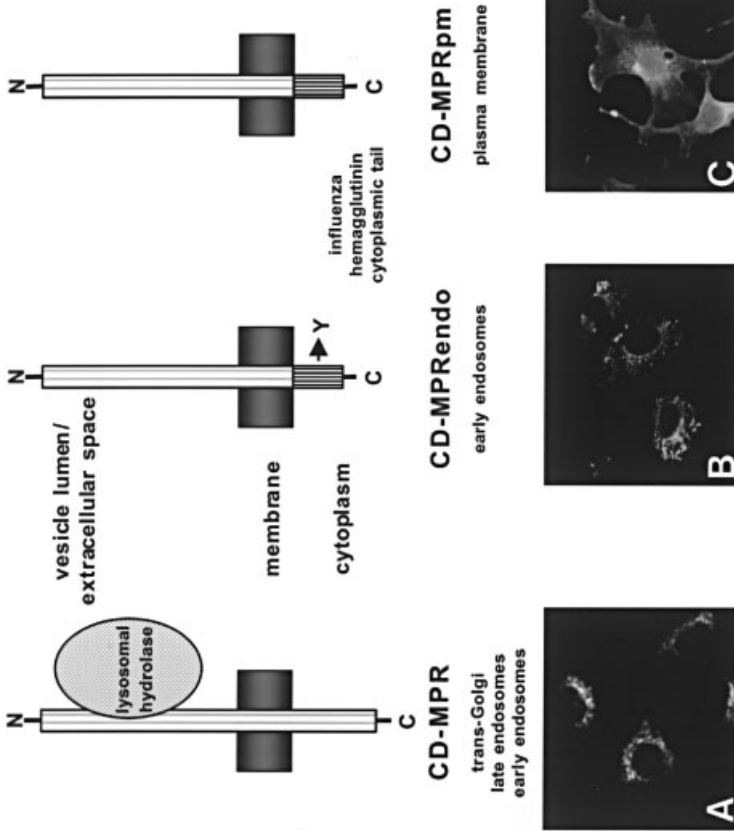 N
lysosomal
hydrolase
C
CD-MPR
trans-Golgi
late endosomes
early endosomes
A
vesicle lumen/
extracellular space
membrane
cytoplasm
N
Y
C
CD-MPRendo
early endosomes
B
N
influenza
hemagglutinin
cytoplasmic tail
C
CD-MPRpm
plasma membrane
C